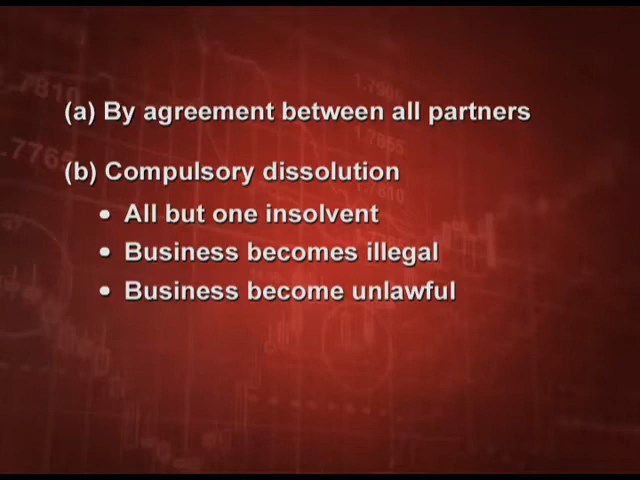 (a) By agreement between all partners
(b) Compulsory dissolution
• All but one insolvent
• Business becomes illegal
• Business become unlawful